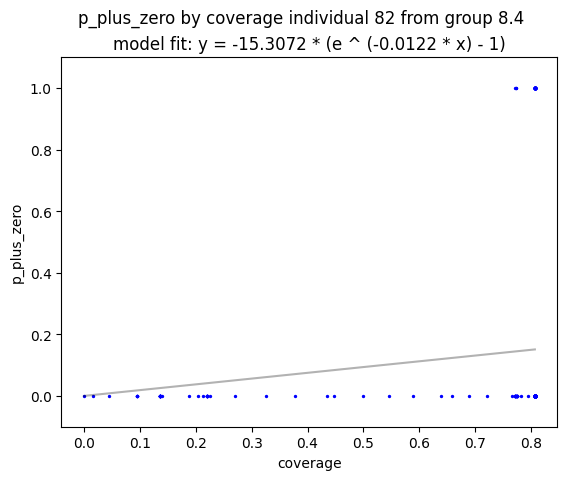 p_plus_zero by coverage individual 82 from group 8.4
model fit: y = -15.3072 * (e ^ (-0.0122 * x) - 1)
1.0
0.8
0.6
0.4
0.2
0.0
p_plus_zero
0.0 0.1 0.2 0.3 0.4 0.5 0.6 0.7 0.8
coverage